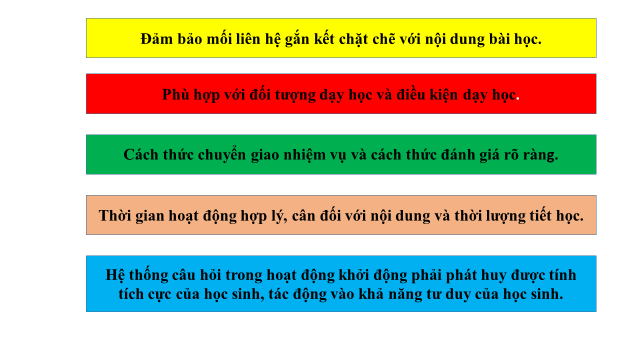 Đảm bảo mối liên hệ gắn kết chặt chẽ với nội dung bài học.
Phù hợp với đối tượng dạy học và điều kiện dạy học.
Cách thức chuyển giao nhiệm vụ và cách thức đánh giá rõ ràng.
Thời gian hoạt động hợp lý, cân đối với nội dung và thời lượng tiết học.
Hệ thống câu hỏi trong hoạt động khởi động phải phát huy được tính
tích cực của học sinh, tác động vào khả năng tư duy của học sinh.